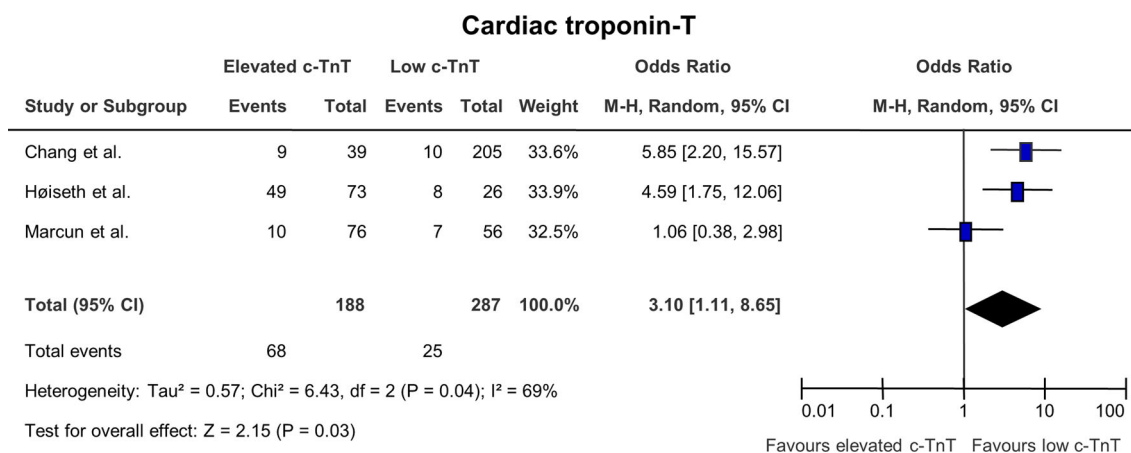 Cardiac troponin-T
Elevated c-TnT Low c-TnT Odds Ratio Odds Ratio
Study or Subgroup Events Total Events Total Weight M-H, Random, 95% CI M-H, Random, 95% CI
Chang et al. 9 39 10 205 33.6% 5.85 [2.20, 15.57]
Høiseth et al. 49 73 8 26 33.9% 4.59 [1.75, 12.06]
Marcun et al. 10 76 7 56 32.5% 1.06 [0.38, 2.98]
Total (95% CI) 188 287 100.0% 3.10 [1.11, 8.65]
Total events 68 25
Heterogeneity: Tau² = 0.57; Chi² = 6.43, df = 2 (P = 0.04); I² = 69%
Test for overall effect: Z = 2.15 (P = 0.03)
0.01 0.1 1 10 100
Favours elevated c-TnT Favours low c-TnT